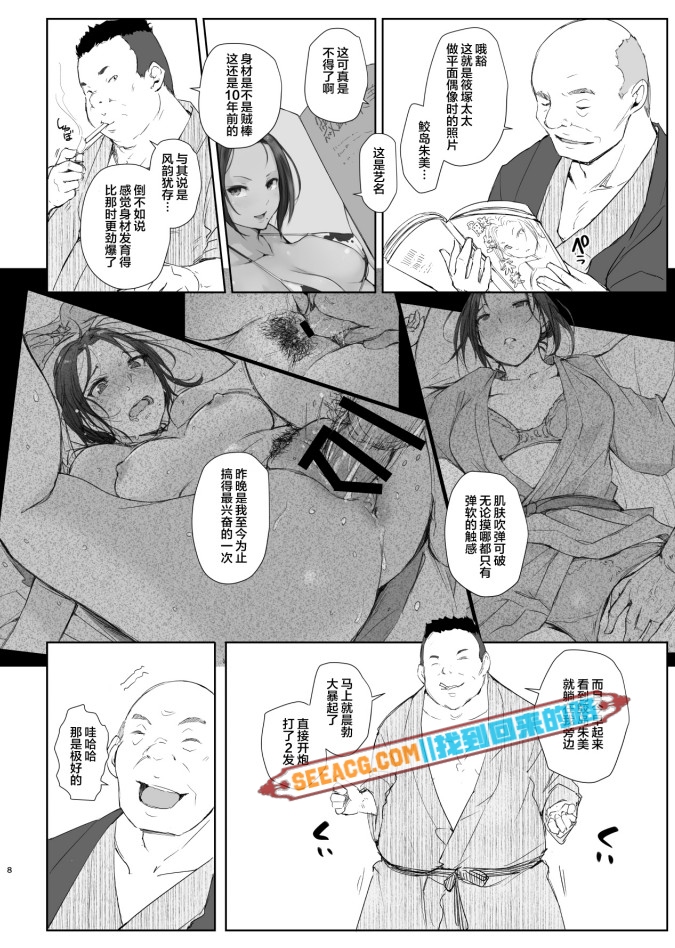 哦豁
这就是筱塚太太
做平面偶像时的照片
鲛岛朱美…
这是艺名
这可真是
不得了啊
身材是不是贼棒
这还是10年前的
与其说是
风韵犹存…
倒不如说
感觉身材发育得
比那时更劲爆了
肌肤吹弹可破
无论摸哪都只有
弹软的触感
昨晚是我至今为止
搞得最兴奋的一次
起来
看到
朱美
就躺
旁边
马上就晨勃
大暴起了
直接开炮
打了2发
哇哈哈
那是极好的
SEEACG.COM||找到回来的路
8